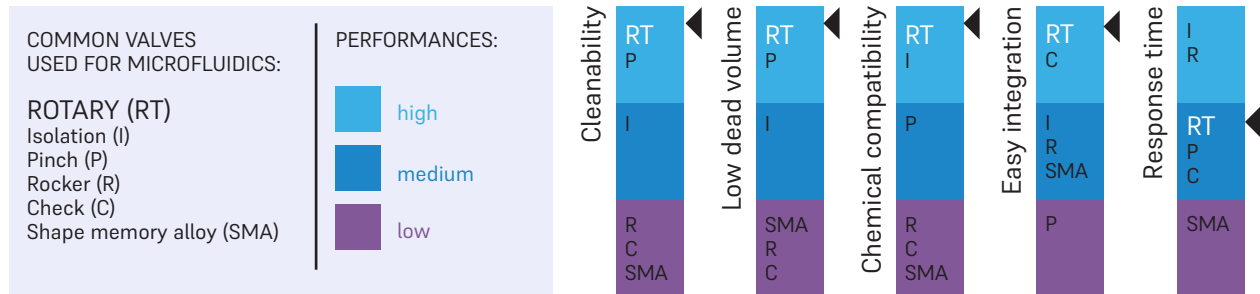 COMMON VALVES
USED FOR MICROFLUIDICS:
ROTARY (RT)
Isolation (I)
Pinch (P)
Rocker (R)
Check (C)
Shape memory alloy (SMA)
PERFORMANCES:
high
medium
low
Cleanability
RT
P
I
R
C
SMA
Low dead volume
RT
P
I
SMA
R
C
Chemical compatibility
RT
I
P
R
C
SMA
Easy integration
RT
C
I
R
SMA
P
Response time
I
R
RT
P
C
SMA